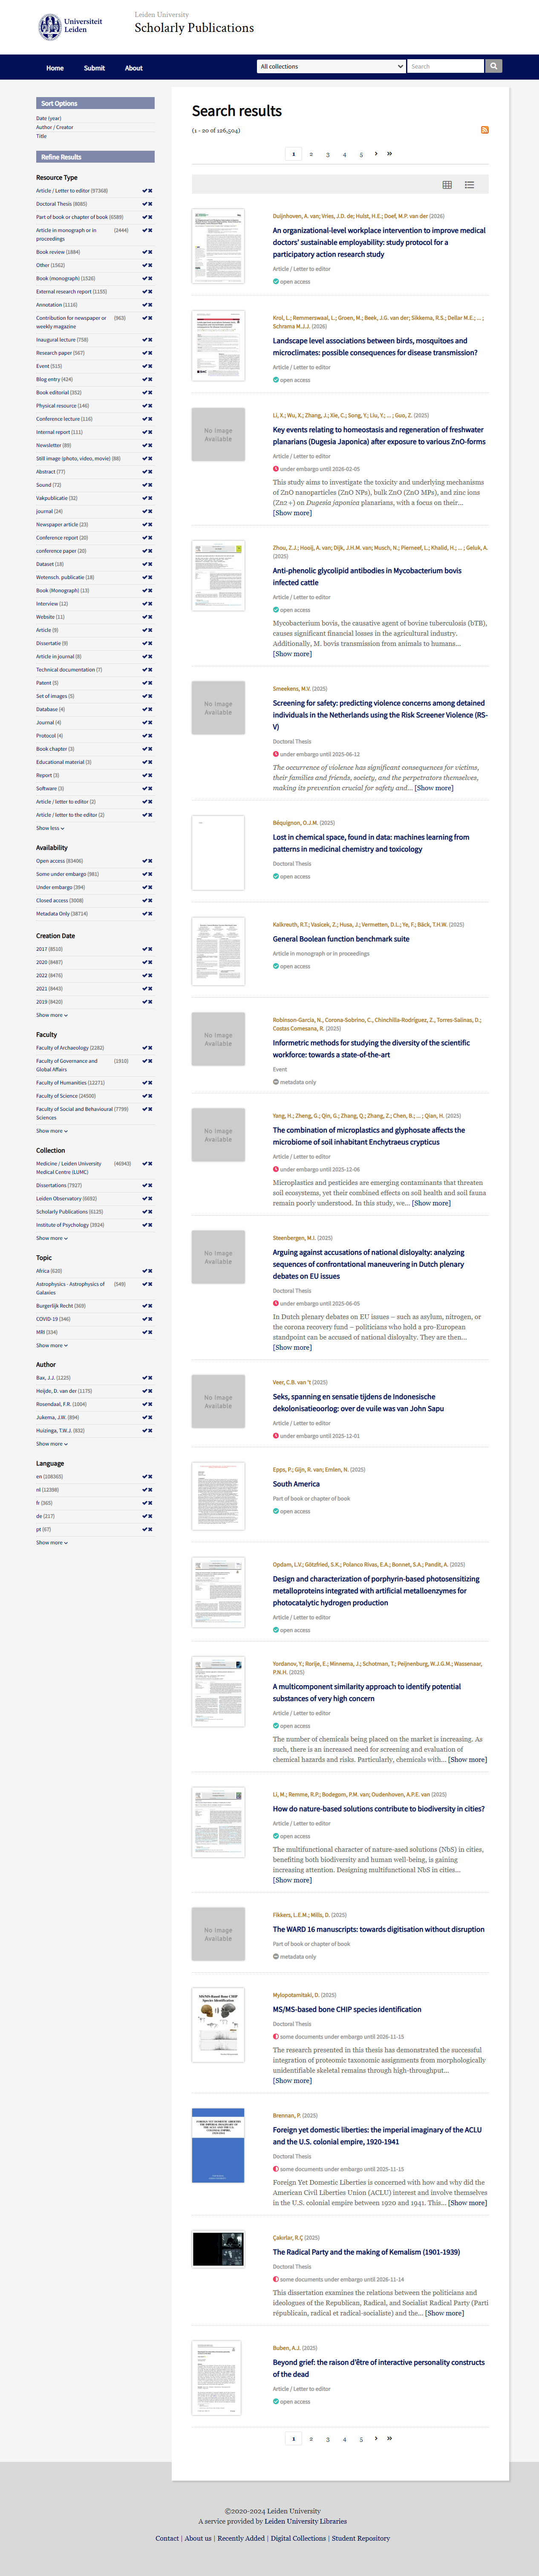 Universiteit
Leiden
Leiden University
Scholarly Publications
Home
Submit
About
All collections
Search
Sort Options
Date (year)
Author / Creator
Title
Refine Results
Resource Type
Article / Letter to editor (97368)
Doctoral Thesis (8085)
Part of book or chapter of book (6589)
Article in monograph or in (2444)
proceedings
Book review (1884)
Other (1562)
Book (monograph) (1526)
External research report (1155)
Annotation (1116)
Contribution for newspaper or (963)
weekly magazine
Inaugural lecture (758)
Research paper (567)
Event (515)
Blog entry (424)
Book editorial (352)
Physical resource (146)
Conference lecture (116)
Internal report (111)
Newsletter (89)
Still image (photo, video, movie) (88)
Abstract (77)
Sound (72)
Vakpublicatie (32)
journal (24)
Newspaper article (23)
Conference report (20)
conference paper (20)
Dataset (18)
Wetensch. publicatie (18)
Book (Monograph) (13)
Interview (12)
Website (11)
Article (9)
Dissertatie (9)
Article in journal (8)
Technical documentation (7)
Patent (5)
Set of images (5)
Database (4)
Journal (4)
Protocol (4)
Book chapter (3)
Educational material (3)
Report (3)
Software (3)
Article / letter to editor (2)
Article / letter to the editor (2)
Show less
Availability
Open access (83406)
Some under embargo (981)
Under embargo (394)
Closed access (3008)
Metadata Only (38714)
Creation Date
2017 (8510)
2020 (8487)
2022 (8476)
2021 (8443)
2019 (8420)
Show more
Faculty
Faculty of Archaeology (2282)
Faculty of Governance and (1910)
Global Affairs
Faculty of Humanities (12271)
Faculty of Science (24500)
Faculty of Social and Behavioural (7799)
Sciences
Show more
Collection
Medicine / Leiden University (46943)
Medical Centre (LUMC)
Dissertations (7927)
Leiden Observatory (6692)
Scholarly Publications (6125)
Institute of Psychology (3924)
Show more
Topic
Africa (620)
Astrophysics - Astrophysics of (549)
Galaxies
Burgerlijk Recht (369)
COVID-19 (346)
MRI (334)
Show more
Author
Bax, J.J. (1225)
Heijde, D. van der (1175)
Rosendaal, F.R. (1004)
Jukema, J.W. (894)
Huizinga, T.W.J. (832)
Show more
Language
en (108365)
nl (12398)
fr (365)
de (217)
pt (67)
Show more
Search results
(1 - 20 of 126,504)
1 2 3 4 5 › »
Duijnhoven, A. van; Vries, J.D. de; Hulst, H.E.; Doef, M.P. van der (2026)
An organizational-level workplace intervention to improve medical
doctors' sustainable employability: study protocol for a
participatory action research study
Article / Letter to editor
open access
Krol, L.; Remmerswaal, L.; Groen, M.; Beek, J.G. van der; Sikkema, R.S.; Dellar M.E.; ... ;
Schrama M.J.J. (2026)
Landscape level associations between birds, mosquitoes and
microclimates: possible consequences for disease transmission?
Article / Letter to editor
open access
No Image
Available
Li, X.; Wu, X.; Zhang, J.; Xie, C.; Song, Y.; Liu, Y.; ... ; Guo, Z. (2025)
Key events relating to homeostasis and regeneration of freshwater
planarians (Dugesia Japonica) after exposure to various ZnO-forms
Article / Letter to editor
under embargo until 2026-02-05
This study aims to investigate the toxicity and underlying mechanisms
of ZnO nanoparticles (ZnO NPs), bulk ZnO (ZnO MPs), and zinc ions
(Zn2+) on Dugesia japonica planarians, with a focus on their...
[Show more]
Zhou, Z.J.; Hooij, A. van; Dijk, J.H.M. van; Musch, N.; Pierneef, L.; Khalid, H.; ... ; Geluk, A.
(2025)
Anti-phenolic glycolipid antibodies in Mycobacterium bovis
infected cattle
Article / Letter to editor
open access
Mycobacterium bovis, the causative agent of bovine tuberculosis (bTB),
causes significant financial losses in the agricultural industry.
Additionally, M. bovis transmission from animals to humans...
[Show more]
No Image
Available
Smeekens, M.V. (2025)
Screening for safety: predicting violence concerns among detained
individuals in the Netherlands using the Risk Screener Violence (RS-
V)
Doctoral Thesis
under embargo until 2025-06-12
The occurrence of violence has significant consequences for victims,
their families and friends, society, and the perpetrators themselves,
making its prevention crucial for safety and... [Show more]
Béquignon, O.J.M. (2025)
Lost in chemical space, found in data: machines learning from
patterns in medicinal chemistry and toxicology
Doctoral Thesis
open access
Kalkreuth, R.T.; Vasicek, Z.; Husa, J.; Vermetten, D.L.; Ye, F.; Bäck, T.H.W. (2025)
General Boolean function benchmark suite
Article in monograph or in proceedings
open access
No Image
Available
Robinson-Garcia, N., Corona-Sobrino, C., Chinchilla-Rodríguez, Z., Torres-Salinas, D.;
Costas Comesana, R. (2025)
Informetric methods for studying the diversity of the scientific
workforce: towards a state-of-the-art
Event
metadata only
No Image
Available
Yang, H.; Zheng, G.; Qin, G.; Zhang, Q.; Zhang, Z.; Chen, B.; ... ; Qian, H. (2025)
The combination of microplastics and glyphosate affects the
microbiome of soil inhabitant Enchytraeus crypticus
Article / Letter to editor
under embargo until 2025-12-06
Microplastics and pesticides are emerging contaminants that threaten
soil ecosystems, yet their combined effects on soil health and soil fauna
remain poorly understood. In this study, we... [Show more]
No Image
Available
Steenbergen, M.I. (2025)
Arguing against accusations of national disloyalty: analyzing
sequences of confrontational maneuvering in Dutch plenary
debates on EU issues
Doctoral Thesis
under embargo until 2025-06-05
In Dutch plenary debates on EU issues – such as asylum, nitrogen, or
the corona recovery fund – politicians who hold a pro-European
standpoint can be accused of national disloyalty. They are then...
[Show more]
No Image
Available
Veer, C.B. van 't (2025)
Seks, spanning en sensatie tijdens de Indonesische
dekolonisatieoorlog: over de vuile was van John Sapu
Article / Letter to editor
under embargo until 2025-12-01
Epps, P.; Gijn, R. van; Emlen, N. (2025)
South America
Part of book or chapter of book
open access
Opdam, L.V.; Götzfried, S.K.; Polanco Rivas, E.A.; Bonnet, S.A.; Pandit, A. (2025)
Design and characterization of porphyrin-based photosensitizing
metalloproteins integrated with artificial metalloenzymes for
photocatalytic hydrogen production
Article / Letter to editor
open access
Yordanov, Y.; Rorije, E.; Minnema, J.; Schotman, T.; Peijnenburg, W.J.G.M.; Wassenaar,
P.N.H. (2025)
A multicomponent similarity approach to identify potential
substances of very high concern
Article / Letter to editor
open access
The number of chemicals being placed on the market is increasing. As
such, there is an increased need for screening and evaluation of
chemical hazards and risks. Particularly, chemicals with... [Show more]
Li, M.; Remme, R.P.; Bodegom, P.M. van; Oudenhoven, A.P.E. van (2025)
How do nature-based solutions contribute to biodiversity in cities?
Article / Letter to editor
open access
The multifunctional character of nature-ased solutions (NbS) in cities,
benefiting both biodiversity and human well-being, is gaining
increasing attention. Designing multifunctional NbS in cities...
[Show more]
No Image
Available
Fikkers, L.E.M.; Mills, D. (2025)
The WARD 16 manuscripts: towards digitisation without disruption
Part of book or chapter of book
metadata only
MS/MS-Based Bone CHIP
Species Identification
Mylopotamitaki, D. (2025)
MS/MS-based bone CHIP species identification
Doctoral Thesis
some documents under embargo until 2026-11-15
The research presented in this thesis has demonstrated the successful
integration of proteomic taxonomic assignments from morphologically
unidentifiable skeletal remains through high-throughput...
[Show more]
Brennan, P. (2025)
Foreign yet domestic liberties: the imperial imaginary of the ACLU
and the U.S. colonial empire, 1920-1941
Doctoral Thesis
some documents under embargo until 2025-11-15
Foreign Yet Domestic Liberties is concerned with how and why did the
American Civil Liberties Union (ACLU) interest and involve themselves
in the U.S. colonial empire between 1920 and 1941. This... [Show more]
Çakırlar, R.Ç (2025)
The Radical Party and the making of Kemalism (1901-1939)
Doctoral Thesis
some documents under embargo until 2026-11-14
This dissertation examines the relations between the politicians and
ideologues of the Republican, Radical, and Socialist Radical Party (Parti
républicain, radical et radical-socialiste) and the... [Show more]
Buben, A.J. (2025)
Beyond grief: the raison d'être of interactive personality constructs
of the dead
Article / Letter to editor
open access
1 2 3 4 5 › »
©2020-2024 Leiden University
A service provided by Leiden University Libraries
Contact | About us | Recently Added | Digital Collections | Student Repository